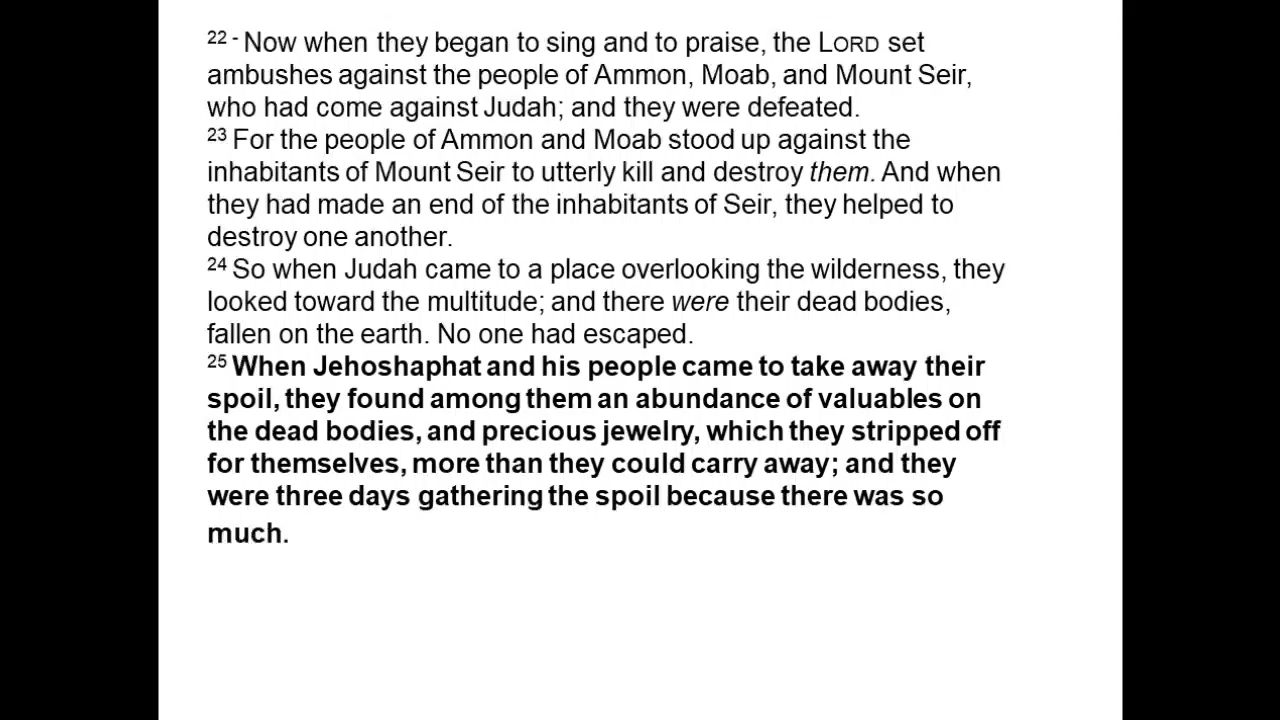 22 - Now when they began to sing and to praise, the LORD set
ambushes against the people of Ammon, Moab, and Mount Seir,
who had come against Judah; and they were defeated.
23 For the people of Ammon and Moab stood up against the
inhabitants of Mount Seir to utterly kill and destroy them. And when
they had made an end of the inhabitants of Seir, they helped to
destroy one another.
24 So when Judah came to a place overlooking the wilderness, they
looked toward the multitude; and there were their dead bodies,
fallen on the earth. No one had escaped.
25 When Jehoshaphat and his people came to take away their
spoil, they found among them an abundance of valuables on
the dead bodies, and precious jewelry, which they stripped off
for themselves, more than they could carry away; and they
were three days gathering the spoil because there was so
much.